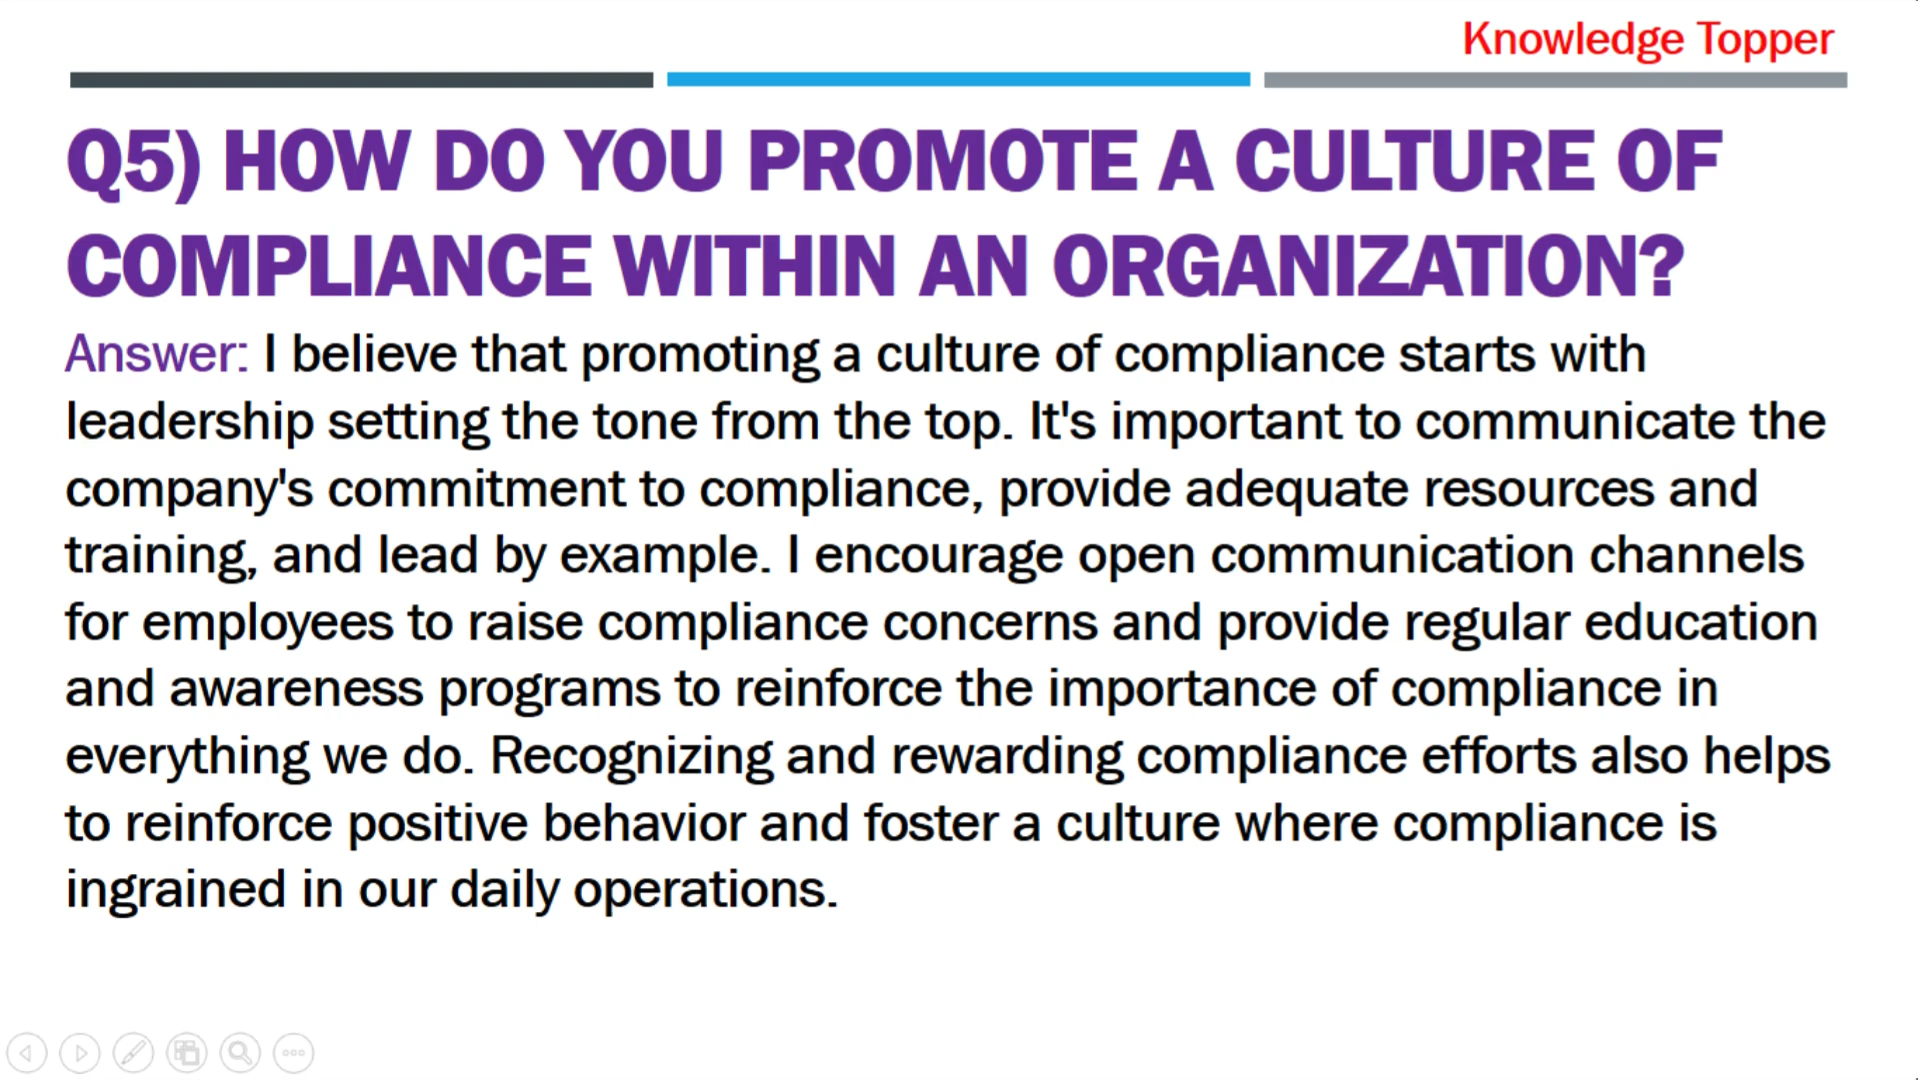 Knowledge Topper
Q5) HOW DO YOU PROMOTE A CULTURE OF
COMPLIANCE WITHIN AN ORGANIZATION?
Answer: I believe that promoting a culture of compliance starts with
leadership setting the tone from the top. It's important to communicate the
company's commitment to compliance, provide adequate resources and
training, and lead by example. I encourage open communication channels
for employees to raise compliance concerns and provide regular education
and awareness programs to reinforce the importance of compliance in
everything we do. Recognizing and rewarding compliance efforts also helps
to reinforce positive behavior and foster a culture where compliance is
ingrained in our daily operations.